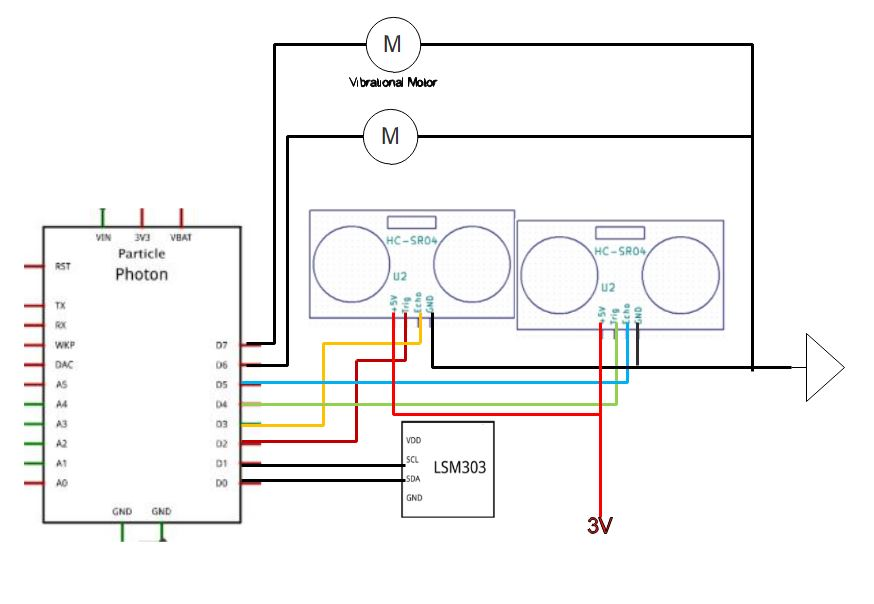 M
Vibrational Motor
M
VIN 3V3 VBAT
Particle
Photon
RST
TX
RX
WKP
DAC
A5
A4
A3
A2
A1
A0
D7
D6
D5
D4
D3
D2
D1
D0
GND GND
HC-SR04
U2
+5V
Trig
Echo
GND
HC-SR04
U2
+5V
Trig
Echo
GND
VDD
SCL
SDA
GND
LSM303
3V